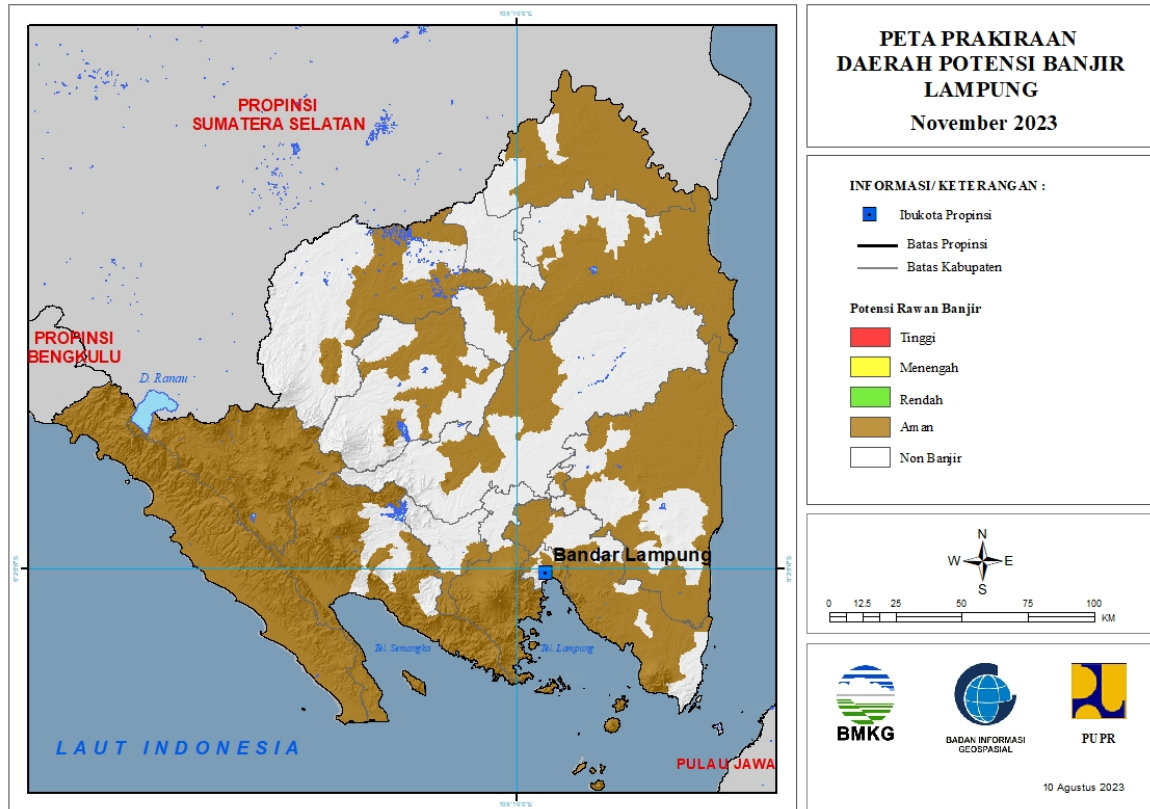 PETA PRAKIRAAN
DAERAH POTENSI BANJIR
LAMPUNG
November 2023
INFORMASI/KETERANGAN :
Ibukota Propinsi
Batas Propinsi
Batas Kabupaten
Potensi Rawan Banjir
Tinggi
Menengah
Rendah
Aman
Non Banjir
N
W E
S
0 12.5 25 50 75 100
KM
BMKG
BADAN INFORMASI
GEOSPASIAL
PUPR
10 Agustus 2023
PROPINSI
SUMATERA SELATAN
PROPINSI
BENGKULU
D. Ranau
Bandar Lampung
Tel. Semangka
Tel. Lampung
LAUT INDONESIA
PULAU JAWA